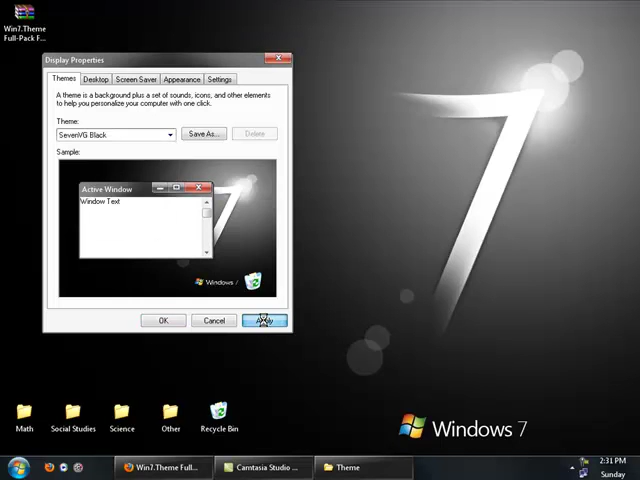 Win7.Theme
Full-Pack F...
Display Properties
Themes
Desktop
Screen Saver
Appearance
Settings
A theme is a background plus a set of sounds, icons, and other elements
to help you personalize your computer with one click.
Theme:
SevenVG Black
Save As...
Delete
Sample:
Active Window
Window Text
Windows 7
OK
Cancel
Apply
7
Math
Social Studies
Science
Other
Recycle Bin
Windows 7
Win7.Theme Full...
Camtasia Studio ...
Theme
2:31 PM
Sunday